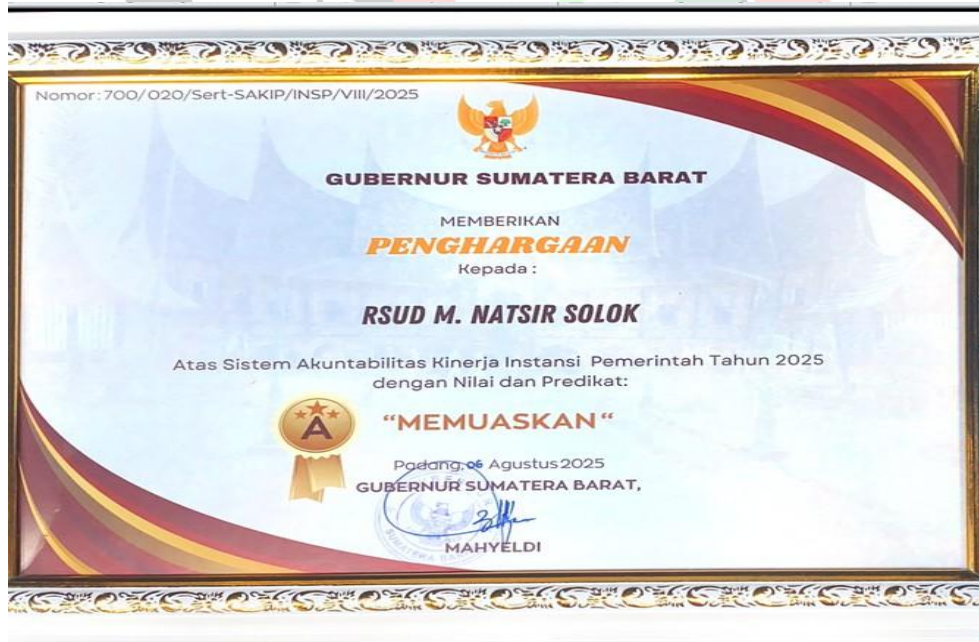 Nomor: 700/020/Sert-SAKIP/INSP/VIII/2025
GUBERNUR SUMATERA BARAT
MEMBERIKAN
PENGHARGAAN
Kepada :
RSUD M. NATSIR SOLOK
Atas Sistem Akuntabilitas Kinerja Instansi Pemerintah Tahun 2025
dengan Nilai dan Predikat:
A
“MEMUASKAN“
Padang, 06 Agustus 2025
GUBERNUR SUMATERA BARAT,
SUMATERA
MAHYELDI